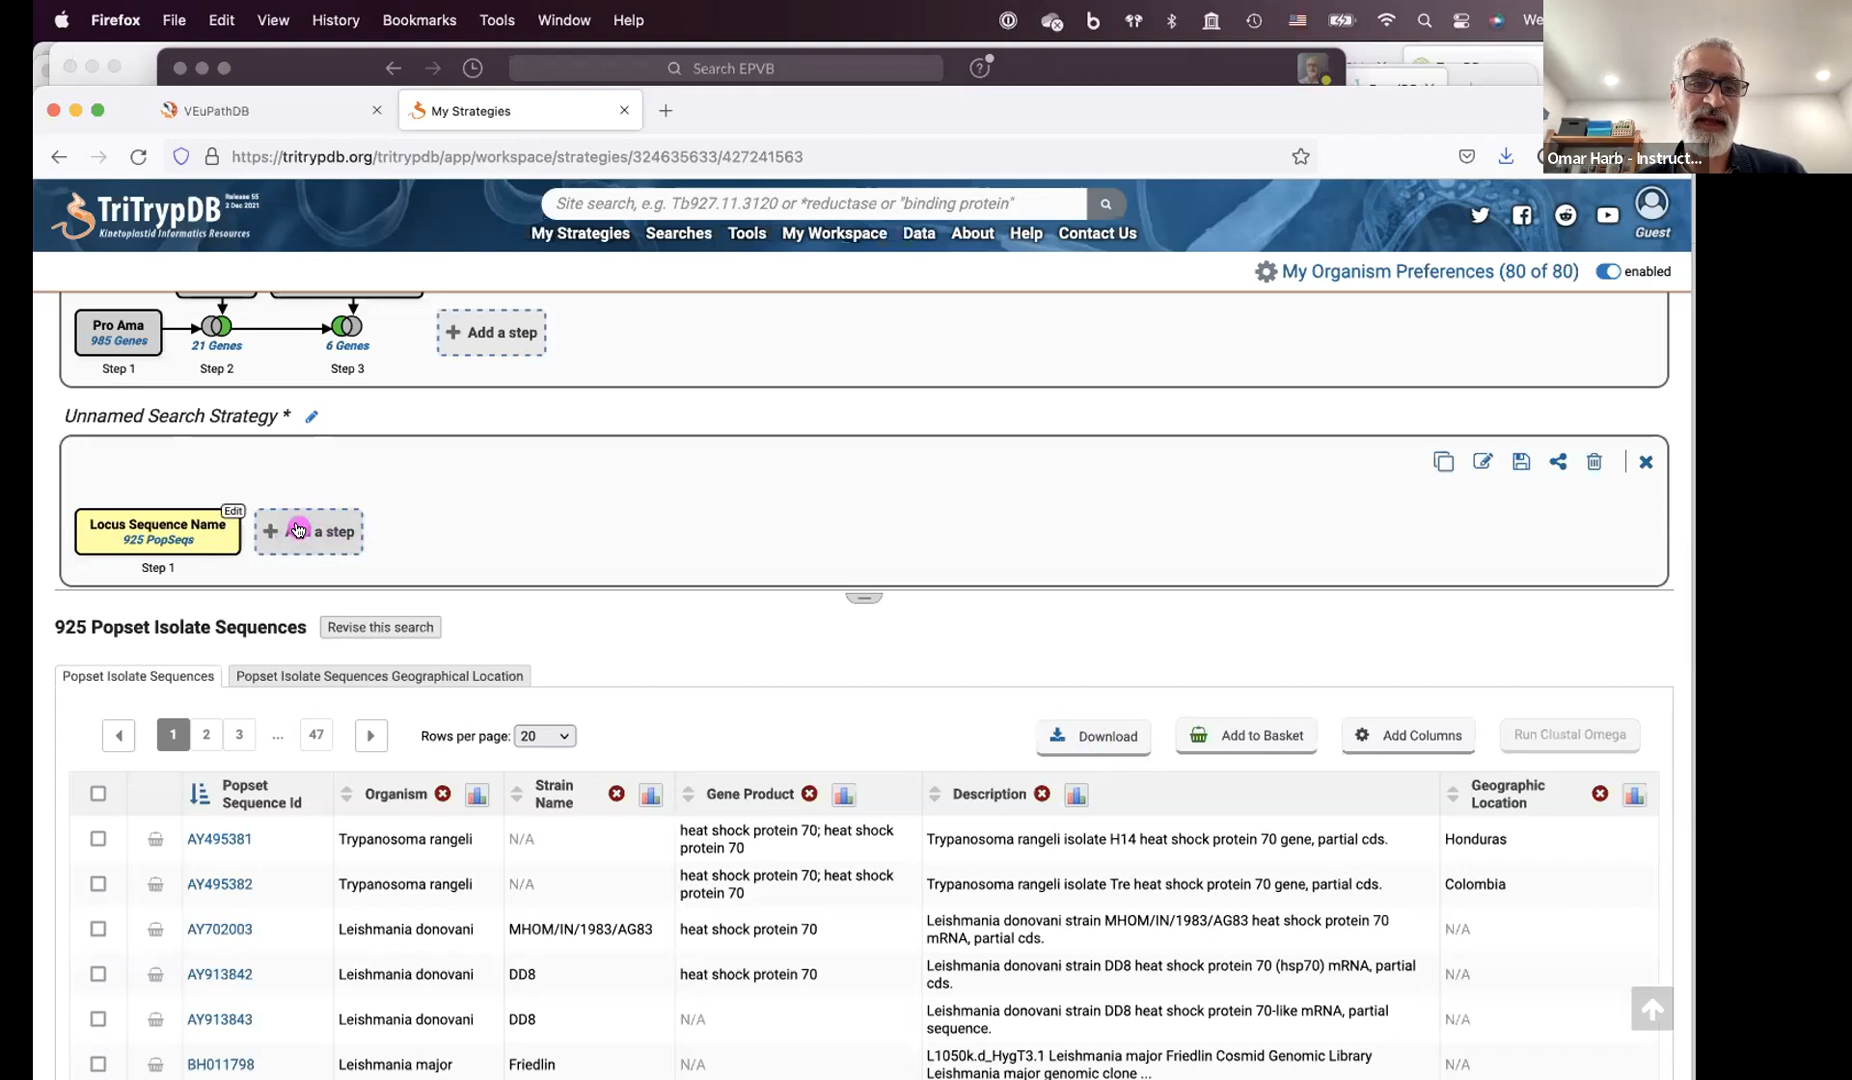 Firefox File Edit View History Bookmarks Tools Window Help We
Search EPVB
VEuPathDB
My Strategies
https://tritrypdb.org/tritrypdb/app/workspace/strategies/324635633/427241563
Omar Harb - Instruct...
TriTrypDB
Release 55
2 Dec 2021
Kinetoplastid Informatics Resources
Site search, e.g. Tb927.11.3120 or *reductase or "binding protein"
My Strategies Searches Tools My Workspace Data About Help Contact Us
Guest
My Organism Preferences (80 of 80) enabled
Pro Ama
985 Genes
21 Genes
6 Genes
+ Add a step
Step 1 Step 2 Step 3
Unnamed Search Strategy *
Locus Sequence Name
925 PopSeqs
Edit
+ a step
Step 1
925 Popset Isolate Sequences Revise this search
Popset Isolate Sequences Popset Isolate Sequences Geographical Location
1 2 3 ... 47 Rows per page: 20 Download Add to Basket Add Columns Run Clustal Omega
Popset Sequence Id Organism Strain Name Gene Product Description Geographic Location
AY495381 Trypanosoma rangeli N/A heat shock protein 70; heat shock protein 70 Trypanosoma rangeli isolate H14 heat shock protein 70 gene, partial cds. Honduras
AY495382 Trypanosoma rangeli N/A heat shock protein 70; heat shock protein 70 Trypanosoma rangeli isolate Tre heat shock protein 70 gene, partial cds. Colombia
AY702003 Leishmania donovani MHOM/IN/1983/AG83 heat shock protein 70 Leishmania donovani strain MHOM/IN/1983/AG83 heat shock protein 70 mRNA, partial cds. N/A
AY913842 Leishmania donovani DD8 heat shock protein 70 Leishmania donovani strain DD8 heat shock protein 70 (hsp70) mRNA, partial cds. N/A
AY913843 Leishmania donovani DD8 N/A Leishmania donovani strain DD8 heat shock protein 70-like mRNA, partial sequence. N/A
BH011798 Leishmania major Friedlin N/A L1050k.d_HygT3.1 Leishmania major Friedlin Cosmid Genomic Library Leishmania major genomic clone ... N/A